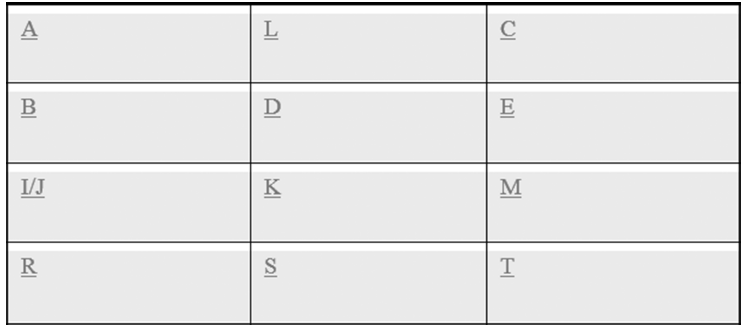 A L C
B D E
I/J K M
R S T